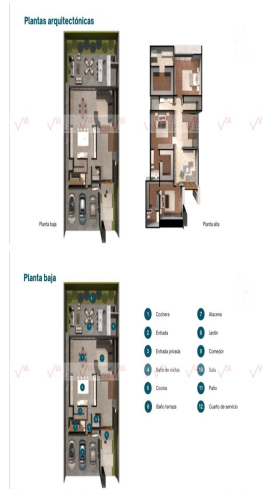 Plantas arquitectónicas
Planta baja
Planta alta
Planta baja
1 Cochera
2 Entrada
3 Entrada privada
4 Baño de visitas
5 Cocina
6 Baño terraza
7 Alacena
8 Jardín
9 Comedor
10 Sala
11 Patio
12 Cuarto de servicio